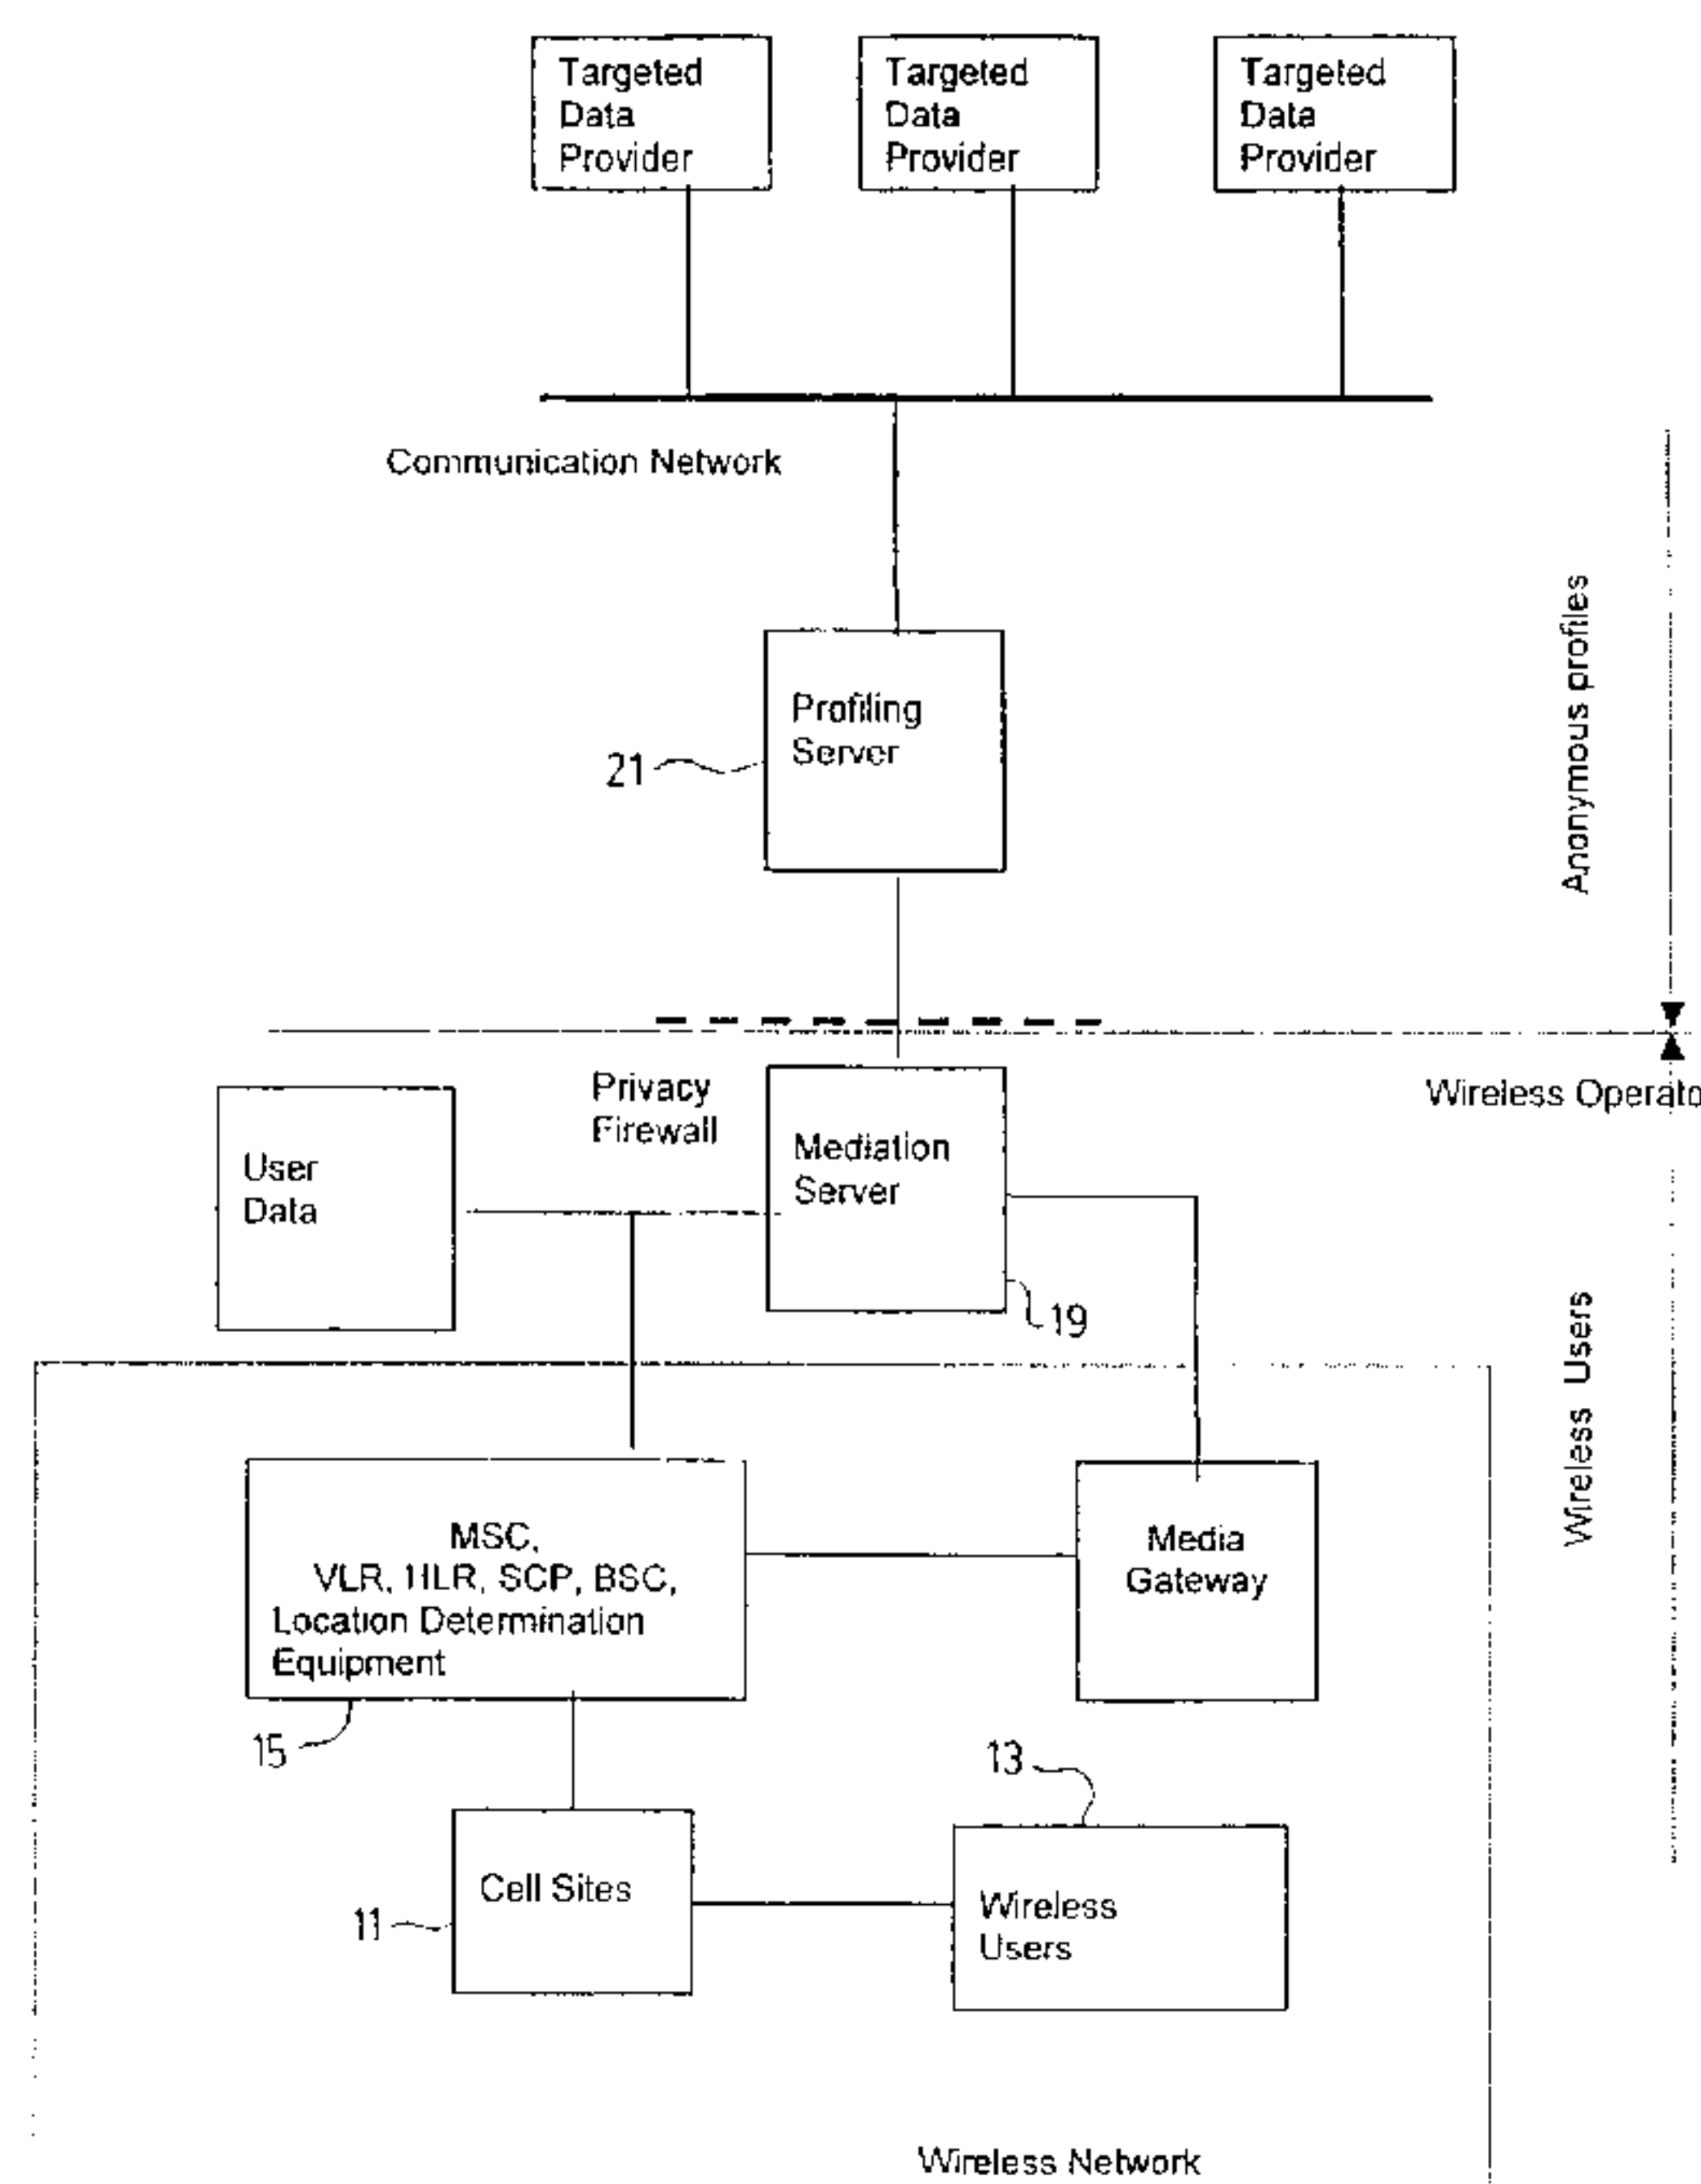 Targeted
Data
Provider
Targeted
Data
Provider
Targeted
Data
Provider
Communication Network
Anonymous profiles
Profiling
Server
21
Privacy
Firewall
Wireless Operato
Mediation
Server
User
Data
19
Wireless Users
MSC,
VLR, HLR, SCP, BSC,
Location Determination
Equipment
Media
Gateway
15
13
Cell Sites
11
Wireless
Users
Wireless Network